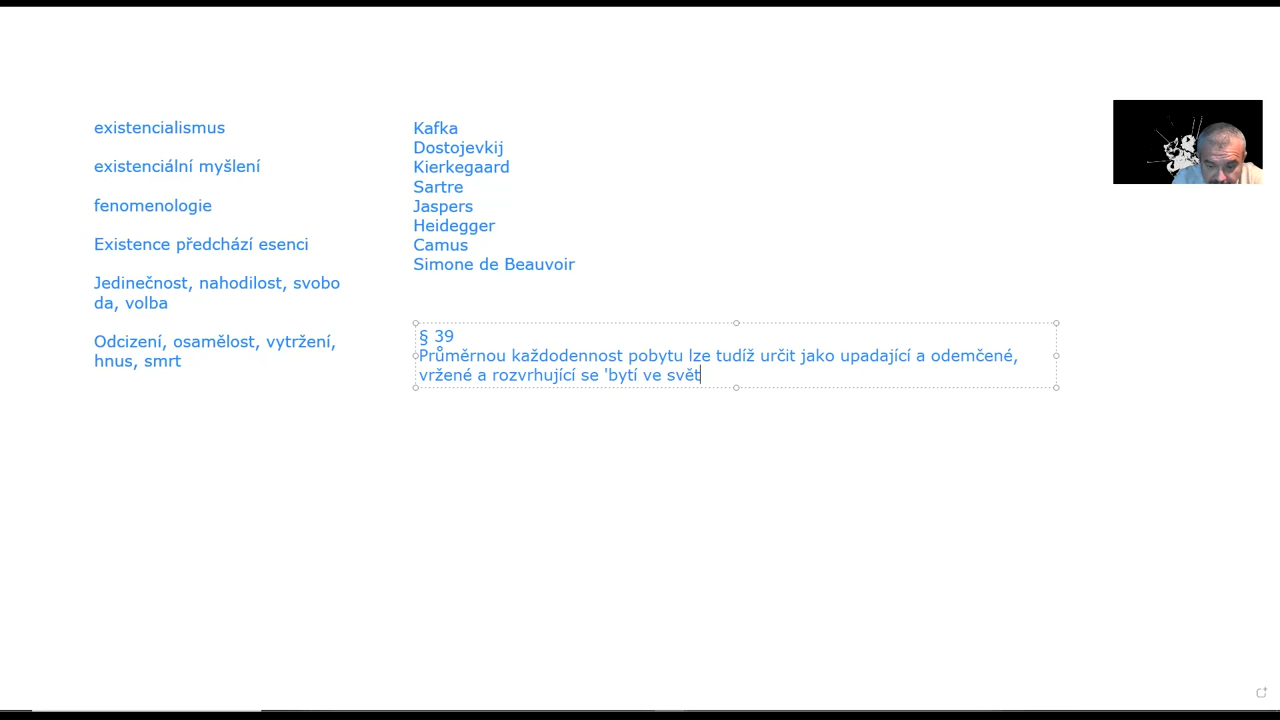 existencialismus
existenciální myšlení
fenomenologie
Existence předchází esenci
Jedinečnost, nahodilost, svobo
da, volba
Odcizení, osamělost, vytržení,
hnus, smrt
Kafka
Dostojevkij
Kierkegaard
Sartre
Jaspers
Heidegger
Camus
Simone de Beauvoir
§ 39
Průměrnou každodennost pobytu lze tudíž určit jako upadající a odemčené,
vržené a rozvrhující se 'bytí ve svět